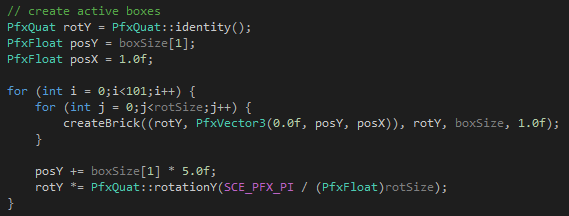 // create active boxes
PfxQuat rotY = PfxQuat::identity();
PfxFloat posY = boxSize[1];
PfxFloat posX = 1.0f;
for (int i = 0;i<101;i++) {
for (int j = 0;j<rotSize;j++) {
createBrick((rotY, PfxVector3(0.0f, posY, posX)), rotY, boxSize, 1.0f);
}
posY += boxSize[1] * 5.0f;
rotY *= PfxQuat::rotationY(SCE_PFX_PI / (PfxFloat)rotSize);
}